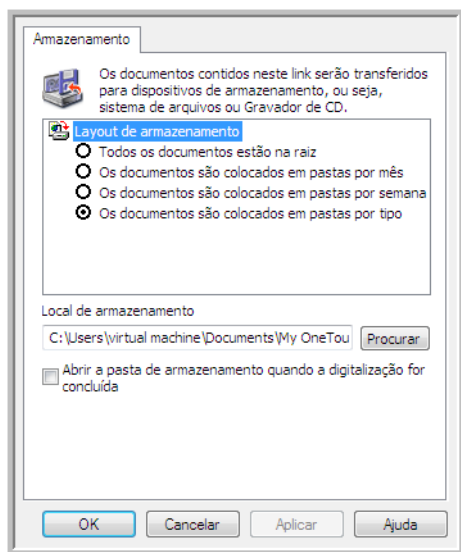 Armazenamento
Os documentos contidos neste link serão transferidos
para dispositivos de armazenamento, ou seja,
sistema de arquivos ou Gravador de CD.
Layout de armazenamento
Todos os documentos estão na raiz
Os documentos são colocados em pastas por mês
Os documentos são colocados em pastas por semana
Os documentos são colocados em pastas por tipo
Local de armazenamento
C:\Users\virtual machine\Documents\My OneTou
Procurar
Abrir a pasta de armazenamento quando a digitalização for
concluída
OK
Cancelar
Aplicar
Ajuda